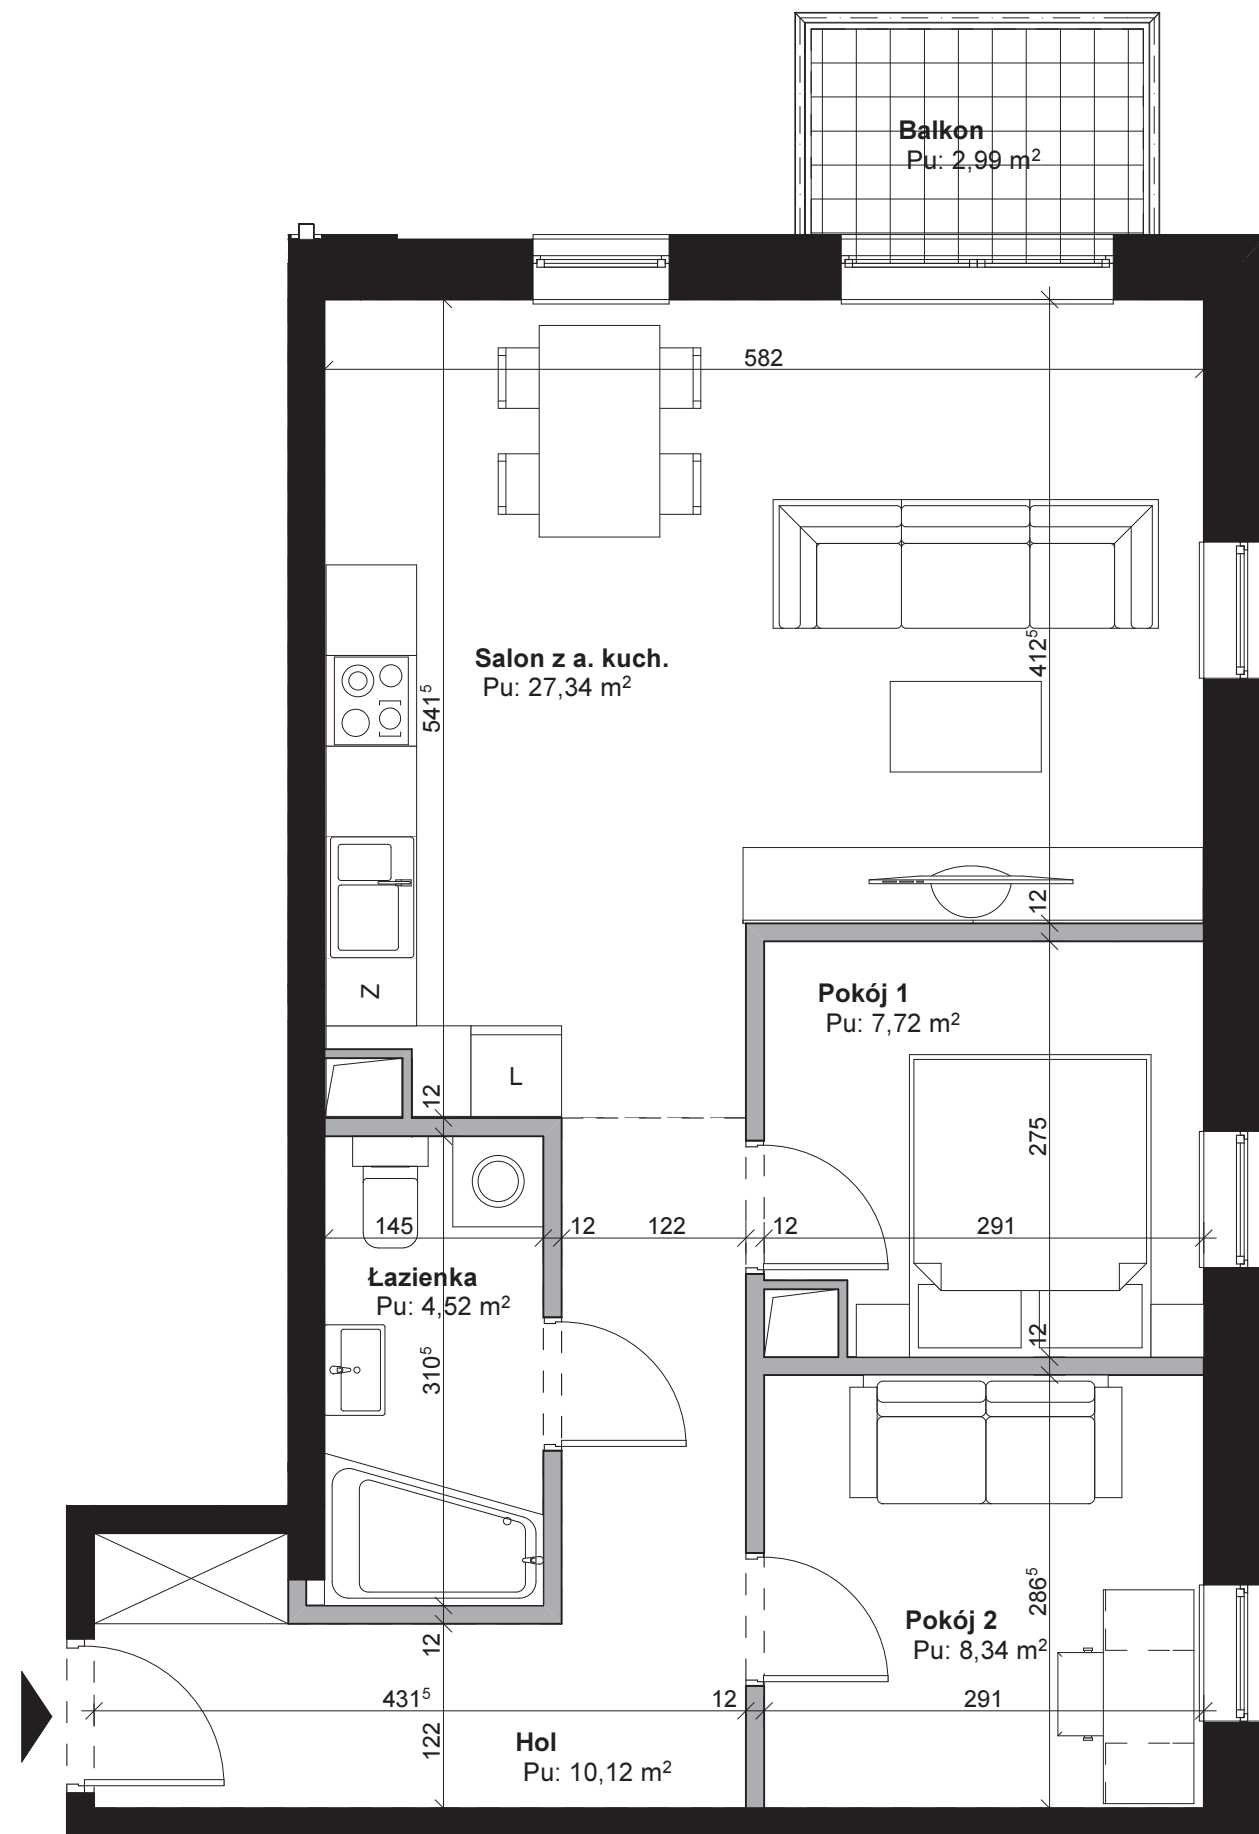 Balkon
Pu: 2,99 m²
582
Salon z a. kuch.
Pu: 27,34 m²
541⁵
412⁵
12
Z
L
Pokój 1
Pu: 7,72 m²
12
275
145
12
122
12
291
Łazienka
Pu: 4,52 m²
310⁵
12
286⁵
Pokój 2
Pu: 8,34 m²
12
431⁵
12
291
122
Hol
Pu: 10,12 m²